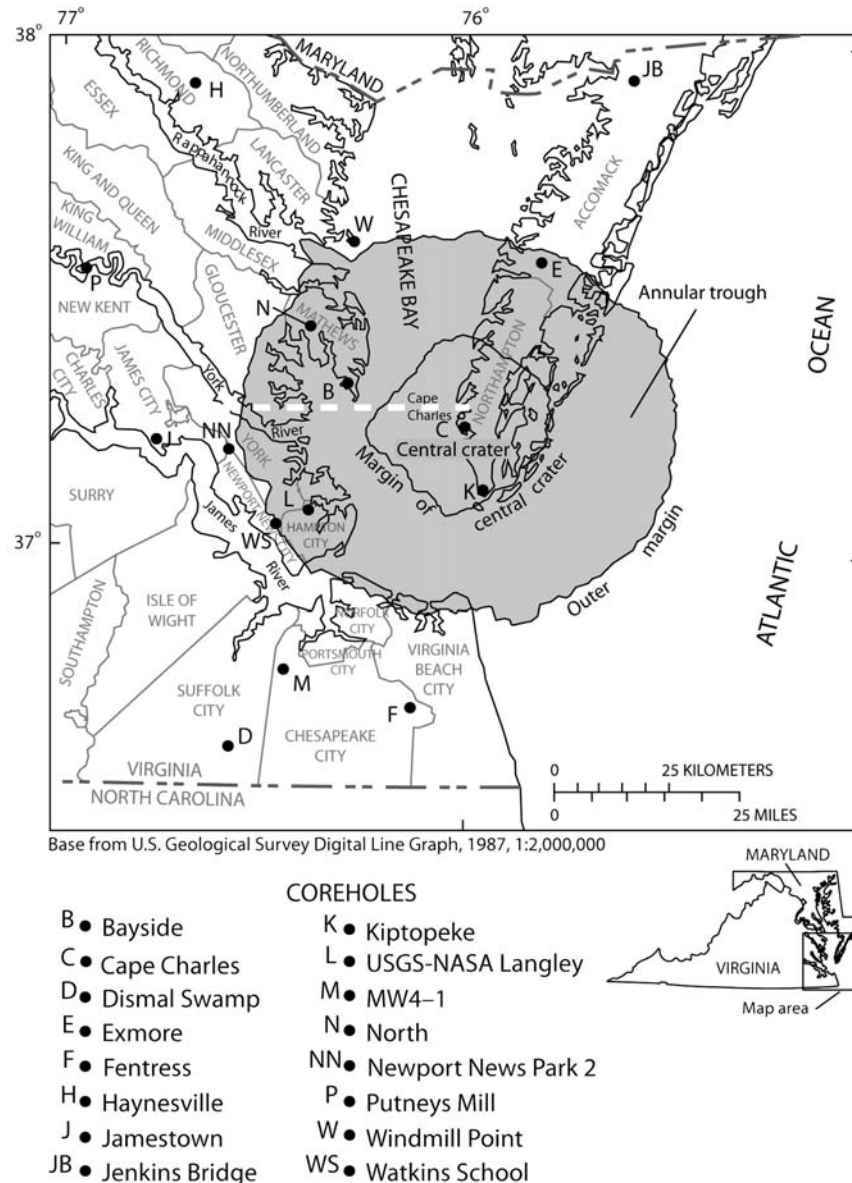 77°
76°
38°
MARYLAND
JB
RICHMOND
NORTHUMBERLAND
H
ESSEX
Rappahannock
LANCASTER
CHESAPEAKE BAY
ACCOMACK
KING AND QUEEN
KING
WILLIAM
River
W
MIDDLESEX
E
P
GLOUCESTER
Annular trough
NEW KENT
N
MATHEWS
NORTHAMPTON
OCEAN
CHARLES
CITY
JAMES CITY
York
B
Cape
Charles
River
C
J
NN
YORK
Central crater
NEWPORT NEWS CITY
L
K
Margin of
central crater
SURRY
James
HAMPTON
CITY
37°
WS
River
Outer
margin
ATLANTIC
ISLE OF
WIGHT
SOUTHAMPTON
NORFOLK
CITY
PORTSMOUTH
CITY
VIRGINIA
BEACH
CITY
M
SUFFOLK
CITY
F
D
CHESAPEAKE
CITY
VIRGINIA
NORTH CAROLINA
0 25 KILOMETERS
0 25 MILES
Base from U.S. Geological Survey Digital Line Graph, 1987, 1:2,000,000
MARYLAND
VIRGINIA
Map area
COREHOLES
B Bayside
C Cape Charles
D Dismal Swamp
E Exmore
F Fentress
H Haynesville
J Jamestown
JB Jenkins Bridge
K Kiptopeke
L USGS-NASA Langley
M MW4–1
N North
NN Newport News Park 2
P Putneys Mill
W Windmill Point
WS Watkins School